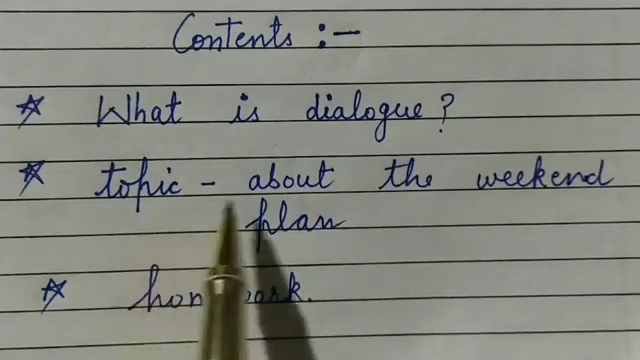 Contents :-
☆ What is dialogue?
☆ topic - about the weekend
plan
☆